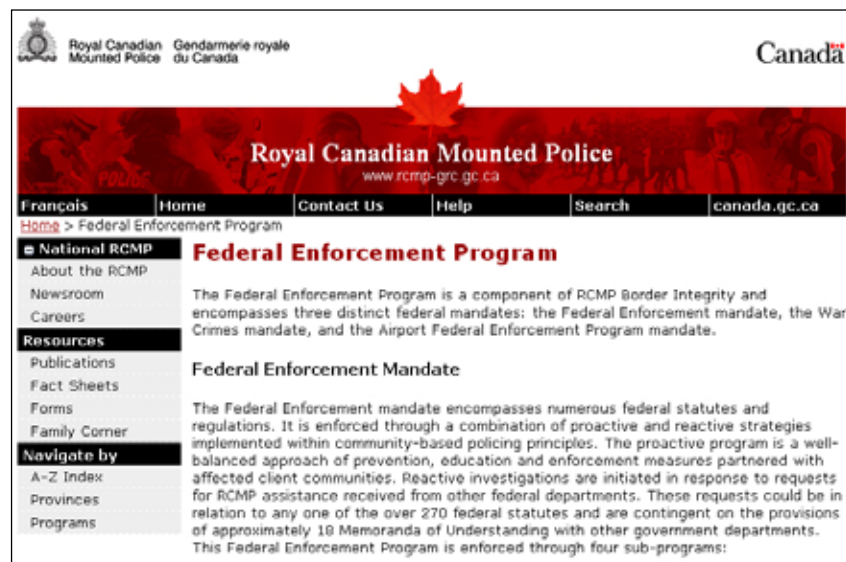 Royal Canadian Gendarmerie royale
Mounted Police du Canada
Canada
POLICE
Royal Canadian Mounted Police
www.rcmp-grc.gc.ca
Français Home Contact Us Help Search canada.gc.ca
Home > Federal Enforcement Program
National RCMP
About the RCMP
Newsroom
Careers
Resources
Publications
Fact Sheets
Forms
Family Corner
Navigate by
A-Z Index
Provinces
Programs
Federal Enforcement Program
The Federal Enforcement Program is a component of RCMP Border Integrity and
encompasses three distinct federal mandates: the Federal Enforcement mandate, the War
Crimes mandate, and the Airport Federal Enforcement Program mandate.
Federal Enforcement Mandate
The Federal Enforcement mandate encompasses numerous federal statutes and
regulations. It is enforced through a combination of proactive and reactive strategies
implemented within community-based policing principles. The proactive program is a well-
balanced approach of prevention, education and enforcement measures partnered with
affected client communities. Reactive investigations are initiated in response to requests
for RCMP assistance received from other federal departments. These requests could be in
relation to any one of the over 270 federal statutes and are contingent on the provisions
of approximately 18 Memoranda of Understanding with other government departments.
This Federal Enforcement Program is enforced through four sub-programs: